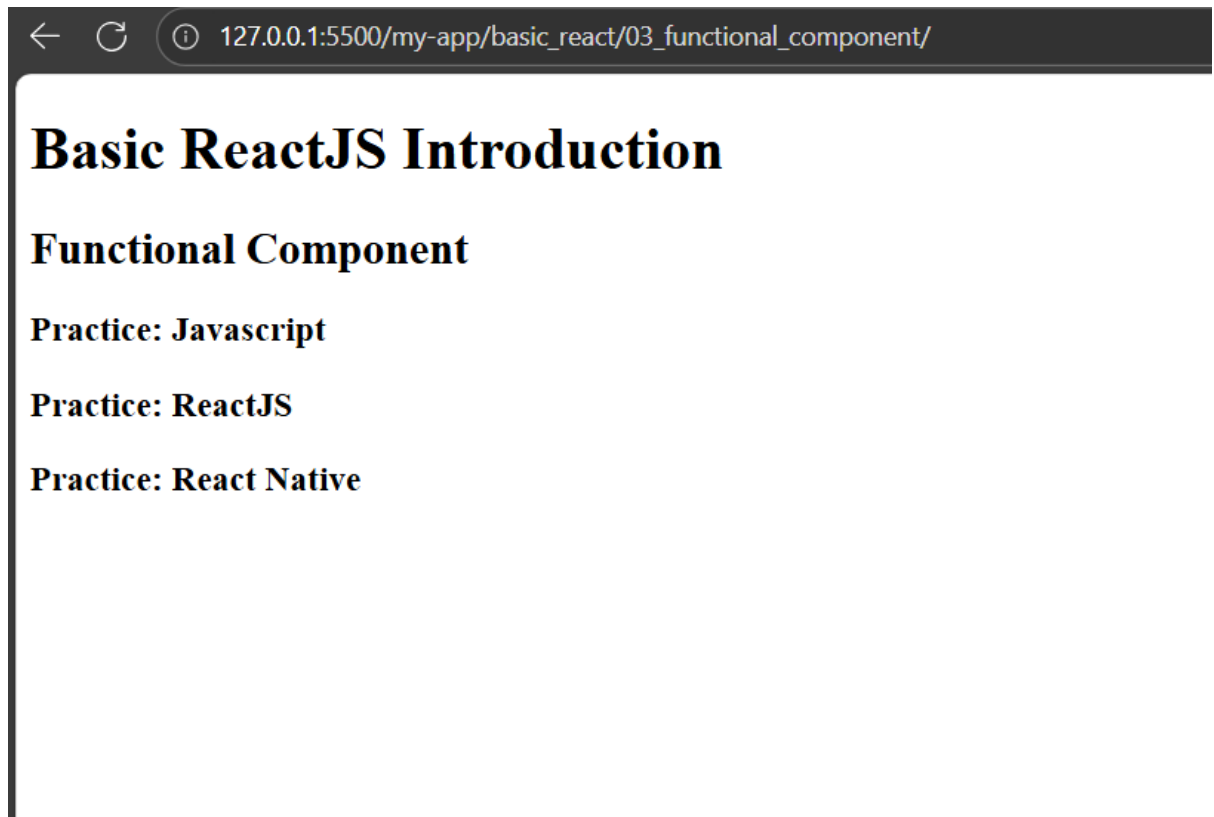 127.0.0.1:5500/my-app/basic_react/03_functional_component/
Basic ReactJS Introduction
Functional Component
Practice: Javascript
Practice: ReactJS
Practice: React Native